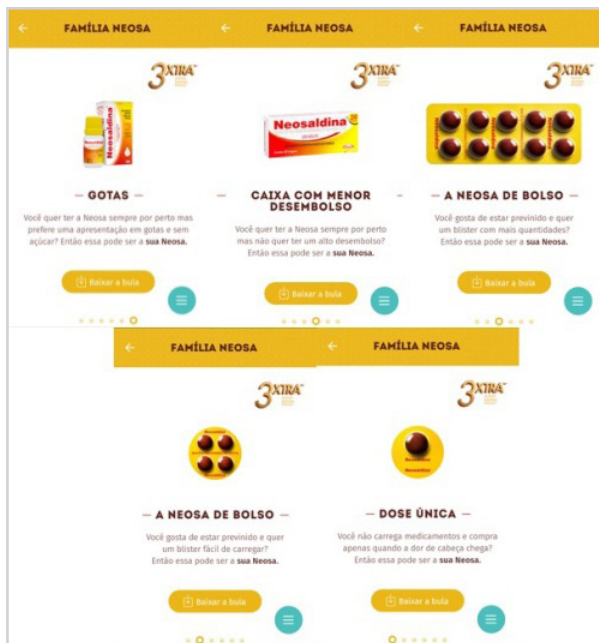 FAMÍLIA NEOSA
3XTRA
Neosaldina
GOTAS
Você quer ter a Neosa sempre por perto mas
prefere uma apresentação em gotas e sem
açúcar? Então essa pode ser a sua Neosa.
Baixar a bula
FAMÍLIA NEOSA
3XTRA
Neosaldina
CAIXA COM MENOR
DESEMBOLSO
Você quer ter a Neosa sempre por perto
mas não quer ter um alto desembolso?
Então essa pode ser a sua Neosa.
Baixar a bula
FAMÍLIA NEOSA
3XTRA
A NEOSA DE BOLSO
Você gosta de estar prevenido e quer
um blister com mais quantidades?
Então essa pode ser a sua Neosa.
Baixar a bula
FAMÍLIA NEOSA
3XTRA
Neosaldina
A NEOSA DE BOLSO
Você gosta de estar prevenido e quer
um blister fácil de carregar?
Então essa pode ser a sua Neosa.
Baixar a bula
FAMÍLIA NEOSA
3XTRA
Neosaldina
DOSE ÚNICA
Você não carrega medicamentos e compra
apenas quando a dor de cabeça chega?
Então essa pode ser a sua Neosa.
Baixar a bula